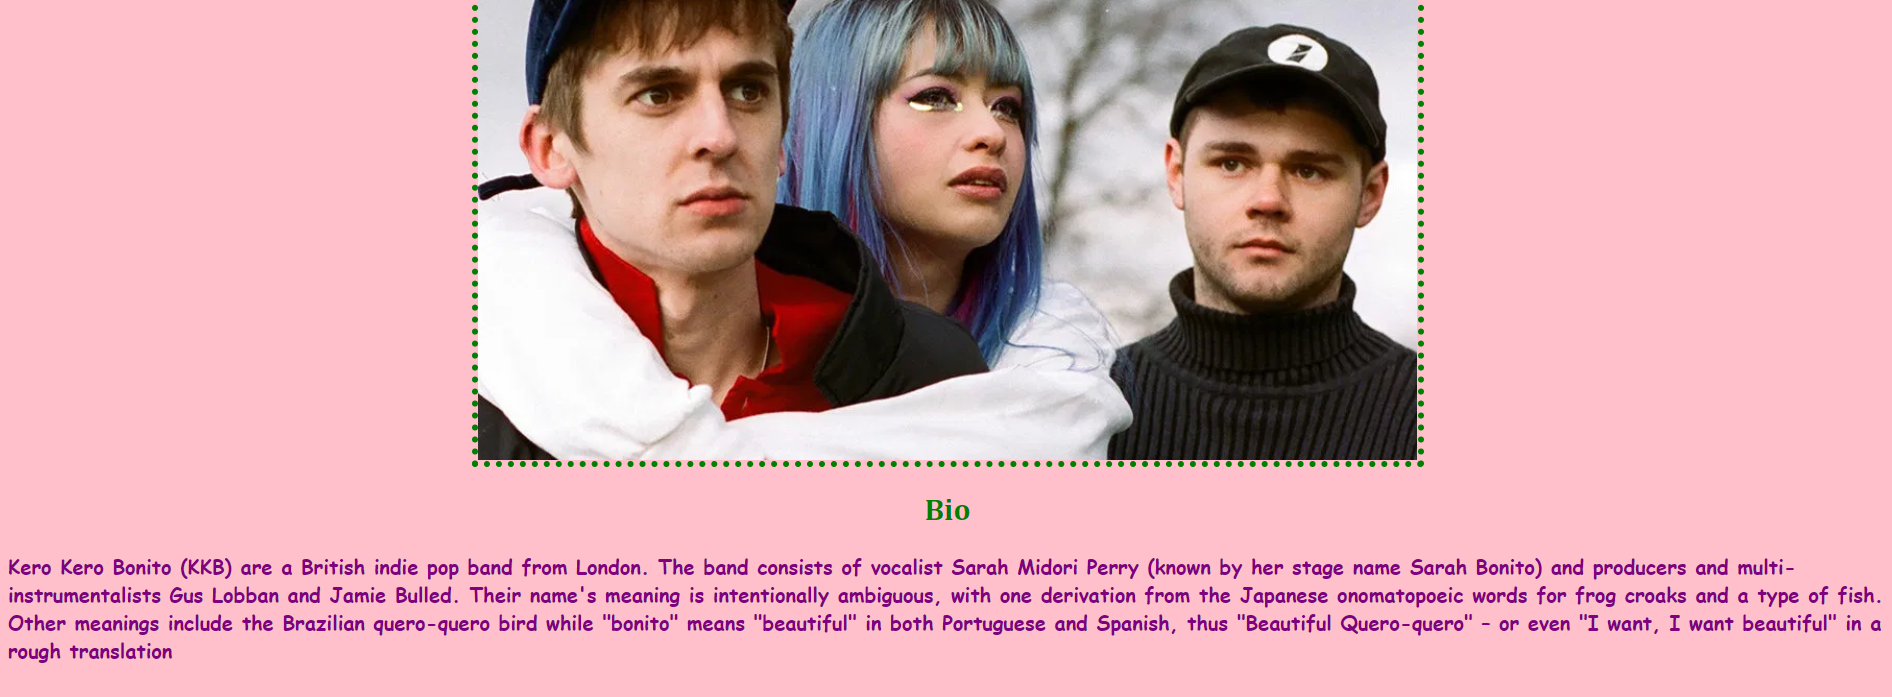 Bio
Kero Kero Bonito (KKB) are a British indie pop band from London. The band consists of vocalist Sarah Midori Perry (known by her stage name Sarah Bonito) and producers and multi-
instrumentalists Gus Lobban and Jamie Bulled. Their name's meaning is intentionally ambiguous, with one derivation from the Japanese onomatopoeic words for frog croaks and a type of fish.
Other meanings include the Brazilian quero-quero bird while "bonito" means "beautiful" in both Portuguese and Spanish, thus "Beautiful Quero-quero" – or even "I want, I want beautiful" in a
rough translation